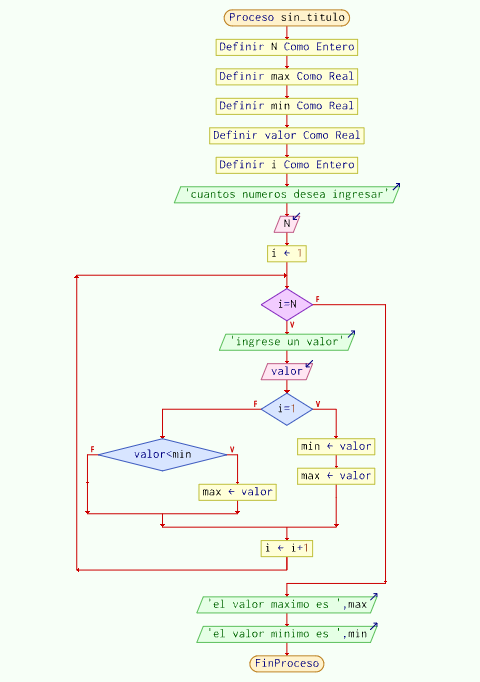 Proceso sin_titulo
Definir N Como Entero
Definir max Como Real
Definir min Como Real
Definir valor Como Real
Definir i Como Entero
'cuantos numeros desea ingresar'
N
i ← 1
i=N
F
V
'ingrese un valor'
valor
i=1
F
V
valor<min
F
V
min ← valor
max ← valor
max ← valor
i ← i+1
'el valor maximo es ',max
'el valor minimo es ',min
FinProceso